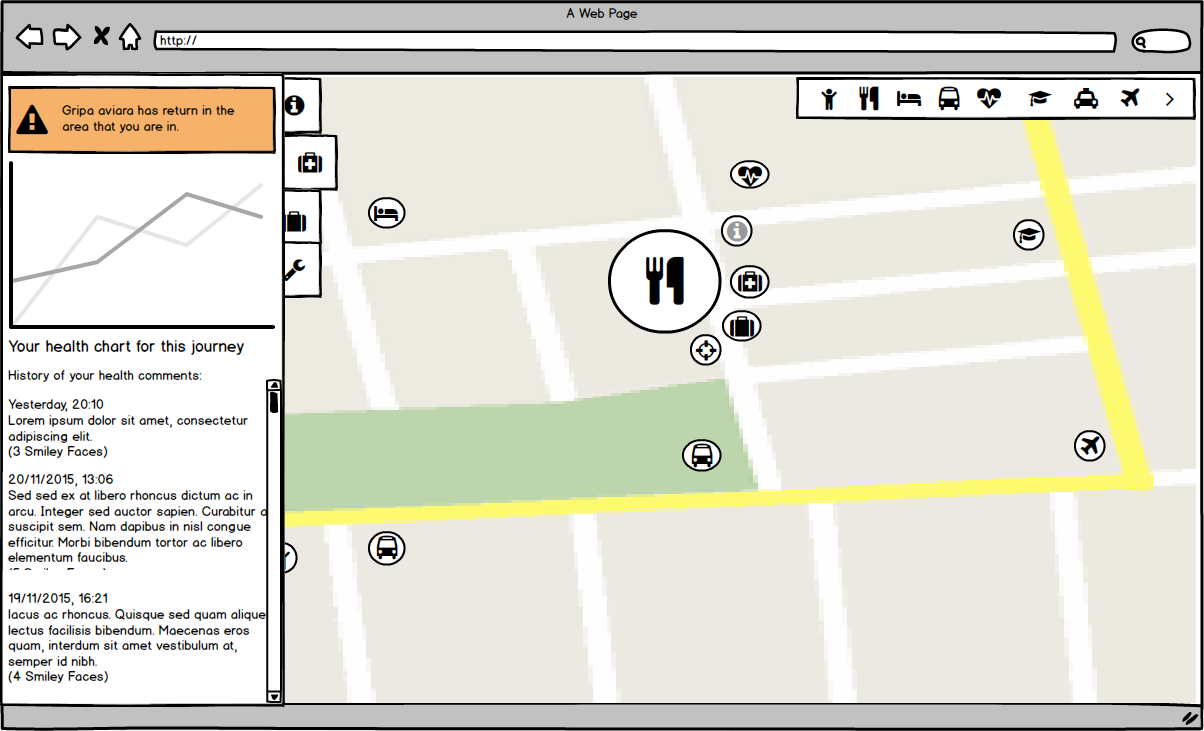 A Web Page
http://
Gripa aviara has return in the
area that you are in.
Your health chart for this journey
History of your health comments:
Yesterday, 20:10
Lorem ipsum dolor sit amet, consectetur
adipiscing elit.
(3 Smiley Faces)
20/11/2015, 13:06
Sed sed ex at libero rhoncus dictum ac in
arcu. Integer sed auctor sapien. Curabitur a
suscipit sem. Nam dapibus in nisl congue
efficitur. Morbi bibendum tortor ac libero
elementum faucibus.
19/11/2015, 16:21
lacus ac rhoncus. Quisque sed quam alique
lectus facilisis bibendum. Maecenas eros
quam, interdum sit amet vestibulum at,
semper id nibh.
(4 Smiley Faces)